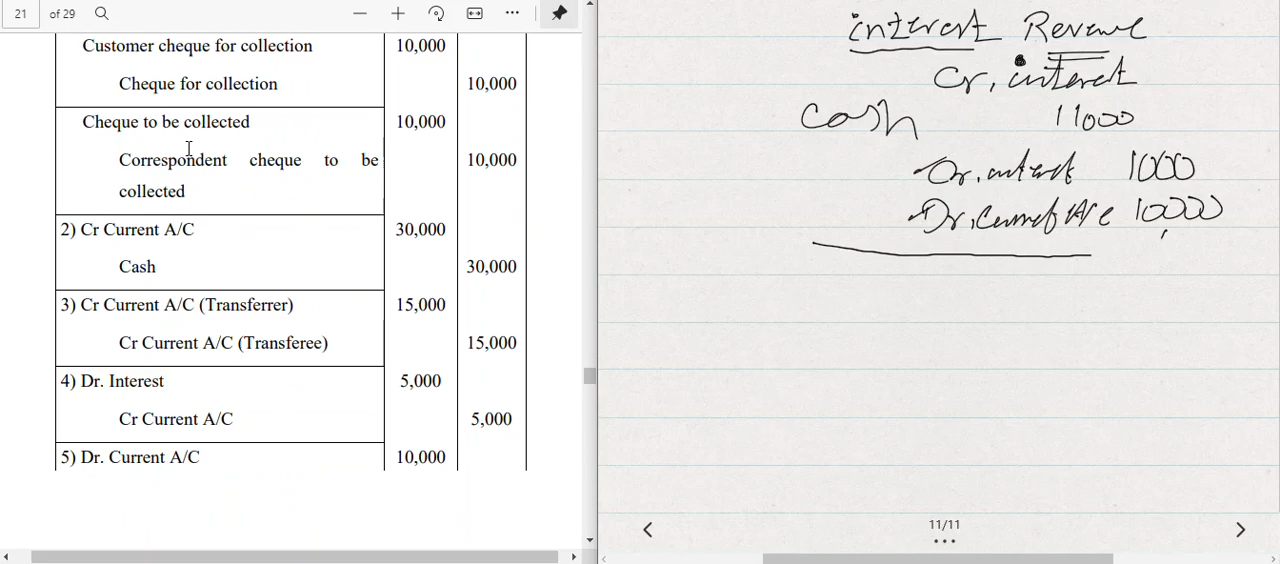 21 of 29
Customer cheque for collection 10,000
Cheque for collection 10,000
Cheque to be collected 10,000
Correspondent cheque to be 10,000
collected
2) Cr Current A/C 30,000
Cash 30,000
3) Cr Current A/C (Transferrer) 15,000
Cr Current A/C (Transferee) 15,000
4) Dr. Interest 5,000
Cr Current A/C 5,000
5) Dr. Current A/C 10,000
interest Revenue
Cr. interest
Cash 11000
Cr. interest 1000
Dr. Current A/c 10,000
11/11